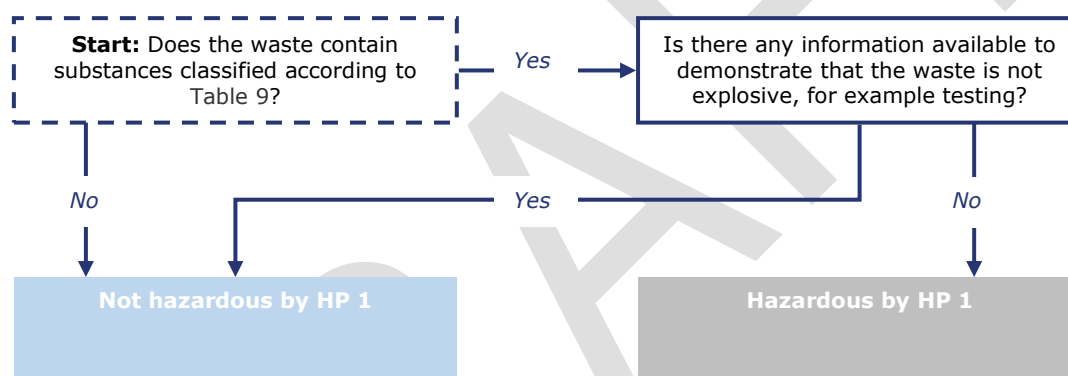 Start: Does the waste contain
substances classified according to
Table 9?
Yes
Is there any information available to
demonstrate that the waste is not
explosive, for example testing?
No
Yes
No
Not hazardous by HP 1
Hazardous by HP 1